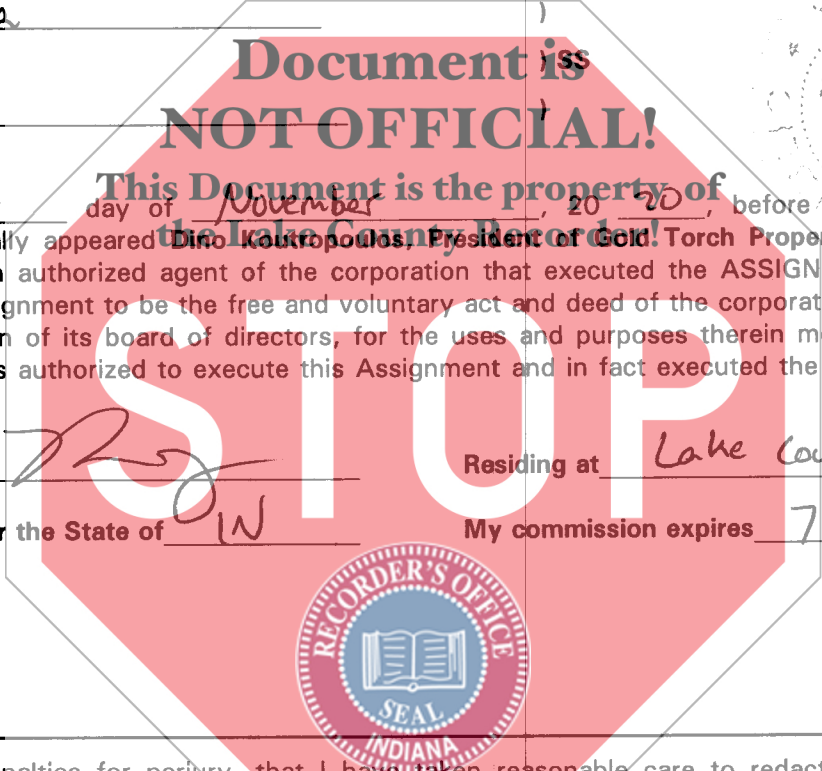 Document is
) SS
NOT OFFICIAL!
This Document is the property of
the Lake County Recorder!
day of November, 20 20, before
lly appeared Dino Koutropoulos, President of Gold Torch Proper
authorized agent of the corporation that executed the ASSIGN
gnment to be the free and voluntary act and deed of the corporat
n of its board of directors, for the uses and purposes therein m
s authorized to execute this Assignment and in fact executed the
STOP
Residing at Lake Cou
r the State of IN
My commission expires 7
RECORDER'S OFFICE
SEAL
INDIANA
nalties for perjury, that I have taken reasonable care to redact